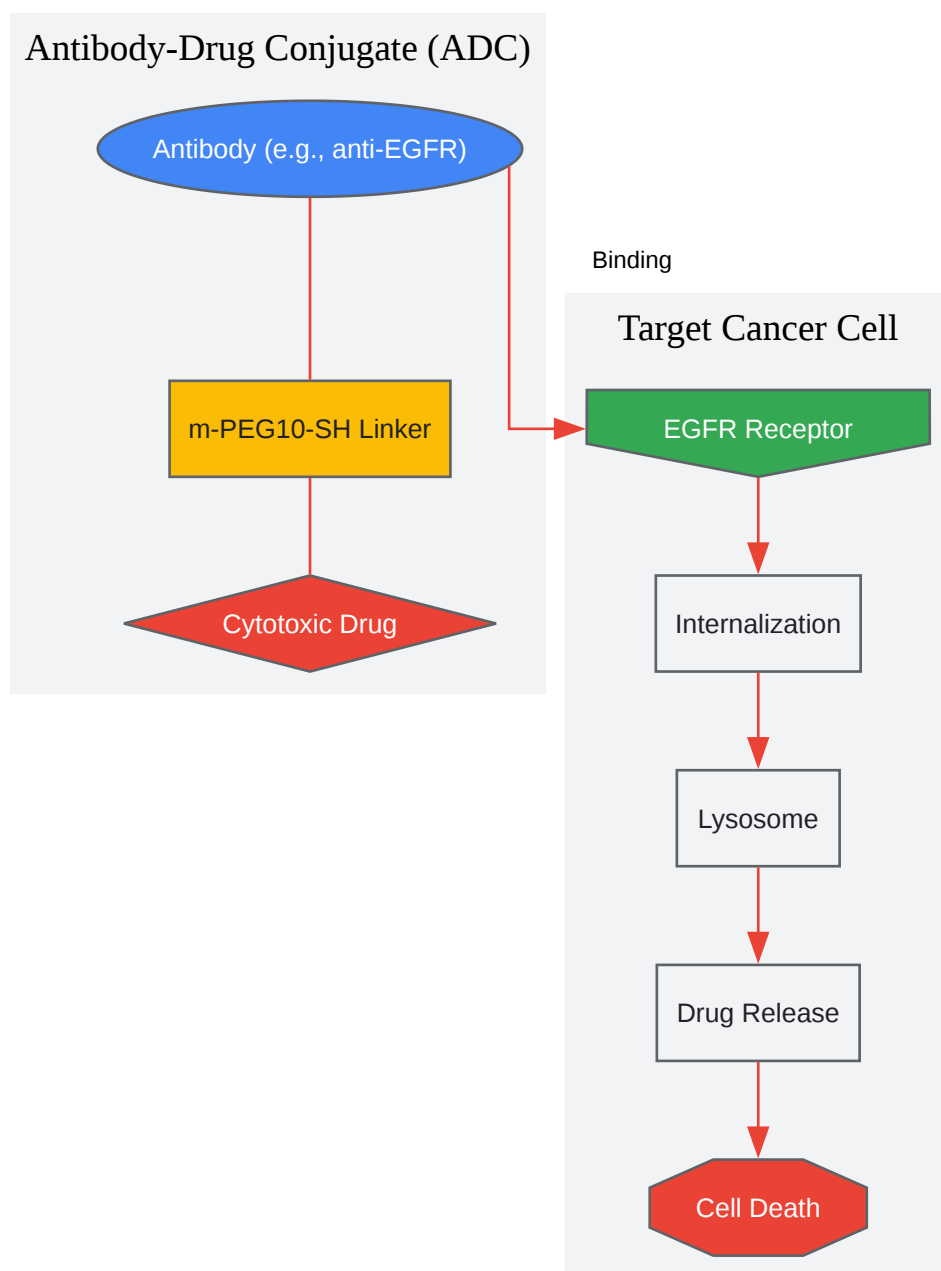 Antibody-Drug Conjugate (ADC)
Antibody (e.g., anti-EGFR)
m-PEG10-SH Linker
Cytotoxic Drug
Binding
Target Cancer Cell
EGFR Receptor
Internalization
Lysosome
Drug Release
Cell Death